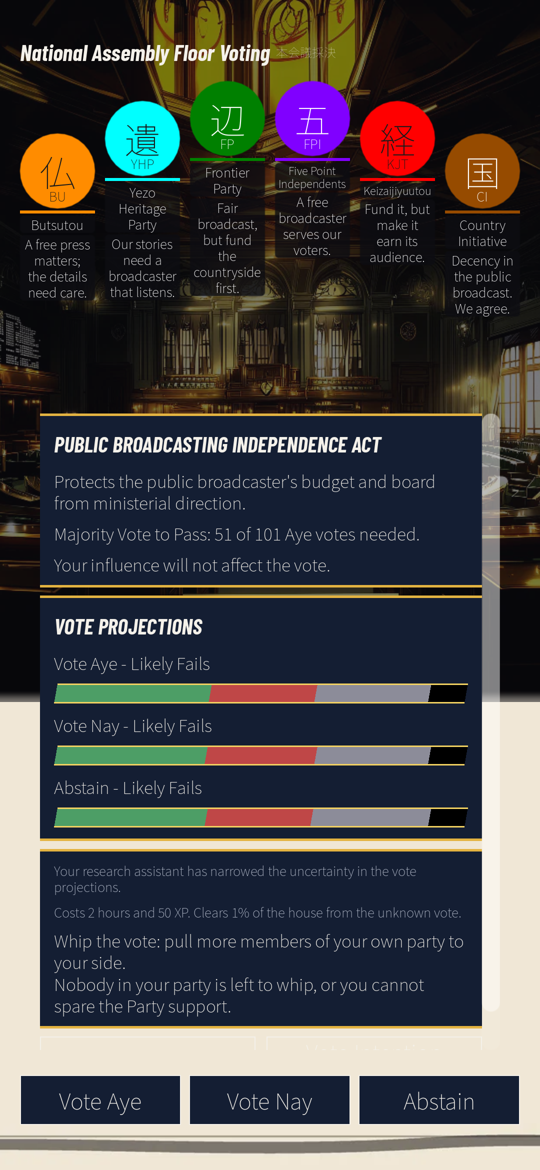 National Assembly Floor Voting 本会議採決
仏
BU
Butsutou
A free press
matters;
the details
need care.
遺
YHP
Yezo
Heritage
Party
Our stories
need a
broadcaster
that listens.
辺
FP
Frontier
Party
Fair
broadcast,
but fund
the
countryside
first.
五
FPI
Five Point
Independents
A free
broadcaster
serves our
voters.
経
KJT
Keizaijiyuutou
Fund it, but
make it
earn its
audience.
国
CI
Country
Initiative
Decency in
the public
broadcast.
We agree.
PUBLIC BROADCASTING INDEPENDENCE ACT
Protects the public broadcaster's budget and board
from ministerial direction.
Majority Vote to Pass: 51 of 101 Aye votes needed.
Your influence will not affect the vote.
VOTE PROJECTIONS
Vote Aye - Likely Fails
Vote Nay - Likely Fails
Abstain - Likely Fails
Your research assistant has narrowed the uncertainty in the vote
projections.
Costs 2 hours and 50 XP. Clears 1% of the house from the unknown vote.
Whip the vote: pull more members of your own party to
your side.
Nobody in your party is left to whip, or you cannot
spare the Party support.
Vote Aye
Vote Nay
Abstain